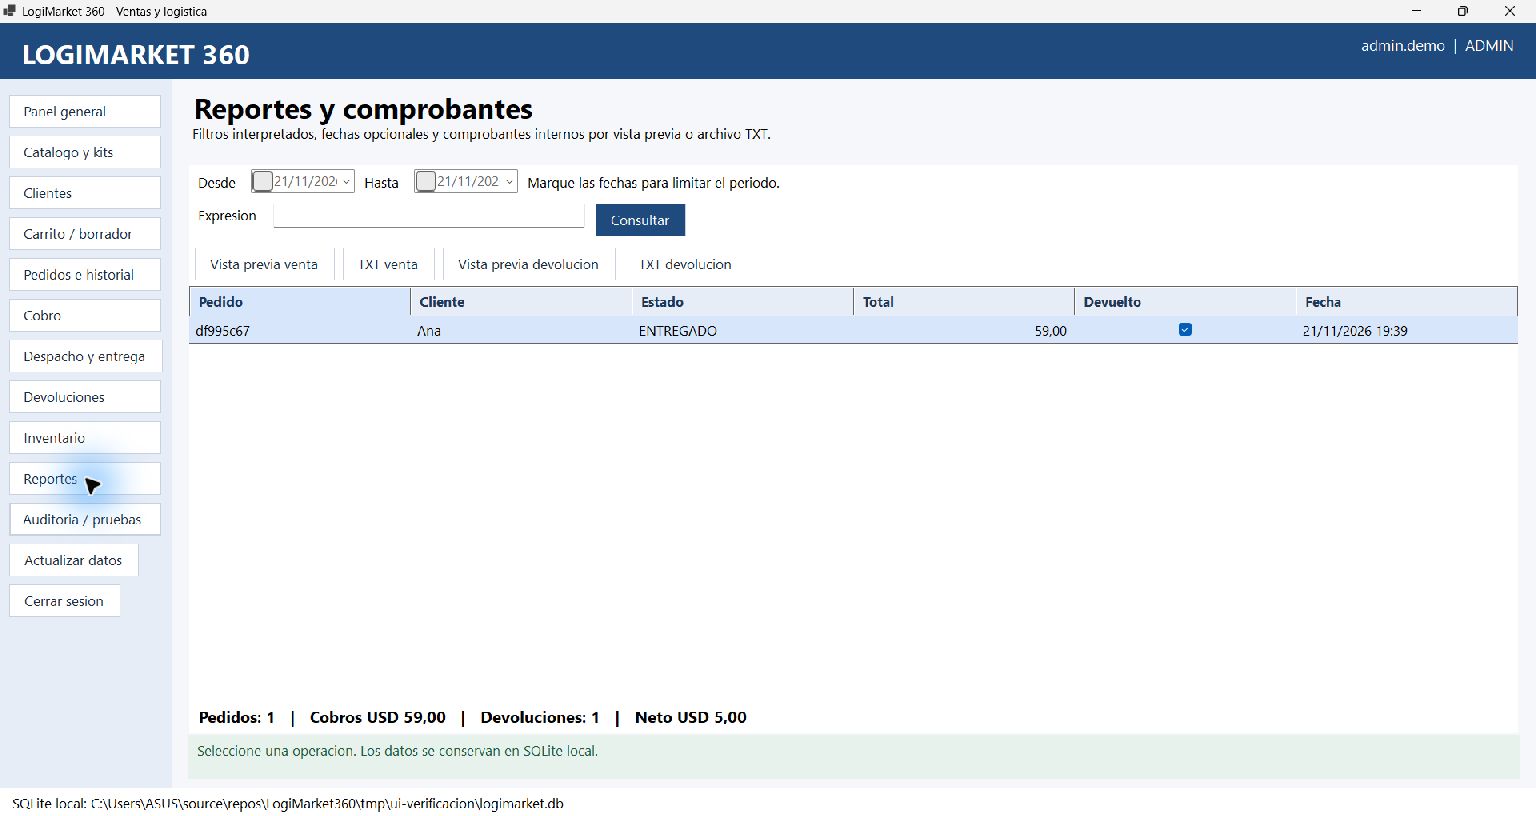 LogiMarket 360 Ventas y logistica
LOGIMARKET 360
admin.demo | ADMIN
Panel general
Catalogo y kits
Clientes
Carrito / borrador
Pedidos e historial
Cobro
Despacho y entrega
Devoluciones
Inventario
Reportes
Auditoria / pruebas
Actualizar datos
Cerrar sesion
Reportes y comprobantes
Filtros interpretados, fechas opcionales y comprobantes internos por vista previa o archivo TXT.
Desde 21/11/202 Hasta 21/11/202 Marque las fechas para limitar el periodo.
Expresion Consultar
Vista previa venta TXT venta Vista previa devolucion TXT devolucion
Pedido Cliente Estado Total Devuelto Fecha
df995c67 Ana ENTREGADO 59,00 21/11/2026 19:39
Pedidos: 1 | Cobros USD 59,00 | Devoluciones: 1 | Neto USD 5,00
Seleccione una operacion. Los datos se conservan en SQLite local.
SQLite local: C:\Users\ASUS\source\repos\LogiMarket360\tmp\ui-verificacion\logimarket.db